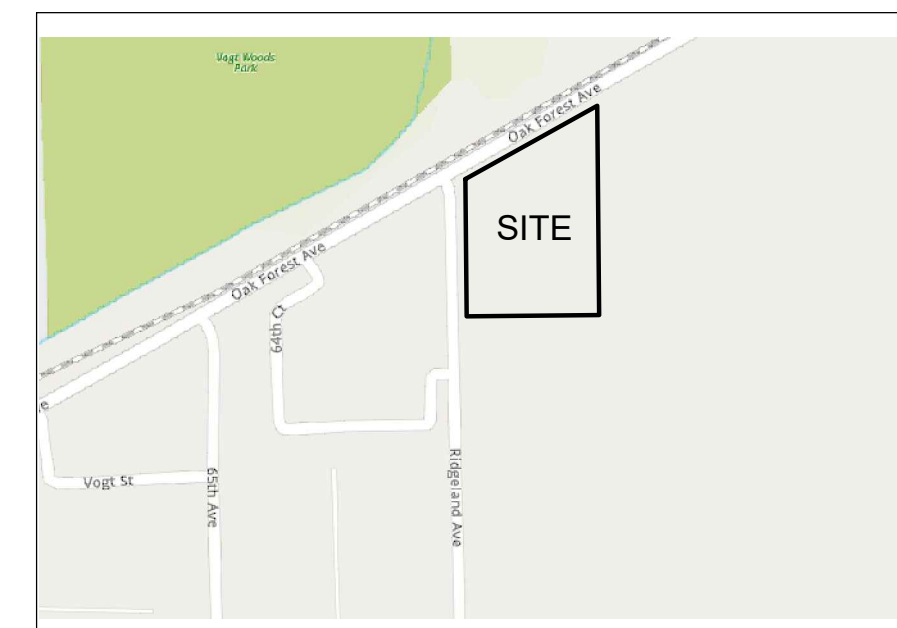 Vogt Woods
Park
Oak Forest Ave
SITE
Oak Forest Ave
64th Ct
Ridgeland Ave
65th Ave
Vogt St
e